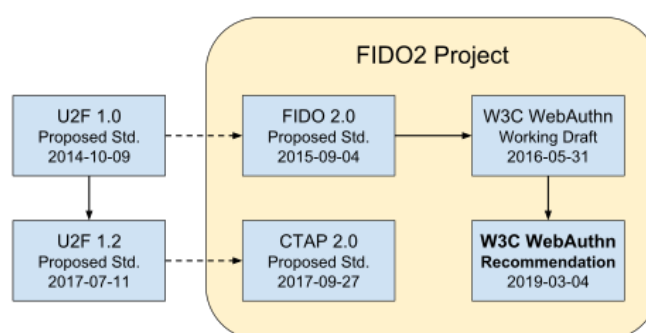 FIDO2 Project
U2F 1.0
Proposed Std.
2014-10-09
FIDO 2.0
Proposed Std.
2015-09-04
W3C WebAuthn
Working Draft
2016-05-31
U2F 1.2
Proposed Std.
2017-07-11
CTAP 2.0
Proposed Std.
2017-09-27
W3C WebAuthn
Recommendation
2019-03-04